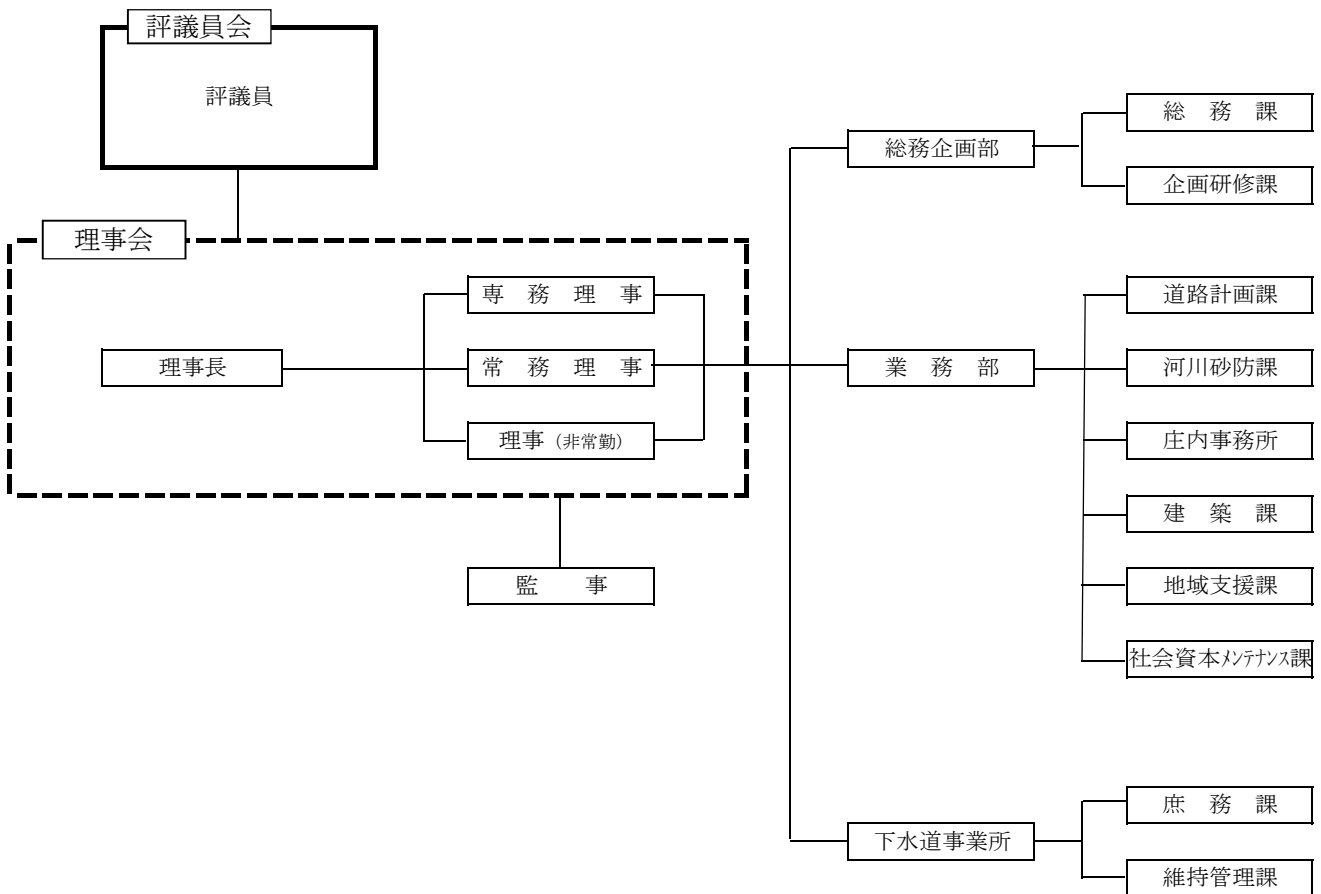 評議員会
評議員
理事会
理事長
専　務　理　事
常　務　理　事
理事（非常勤）
監　　事
総務企画部
総　務　課
企画研修課
業　務　部
道路計画課
河川砂防課
庄内事務所
建　築　課
地域支援課
社会資本ﾒﾝﾃﾅﾝｽ課
下水道事業所
庶　務　課
維持管理課